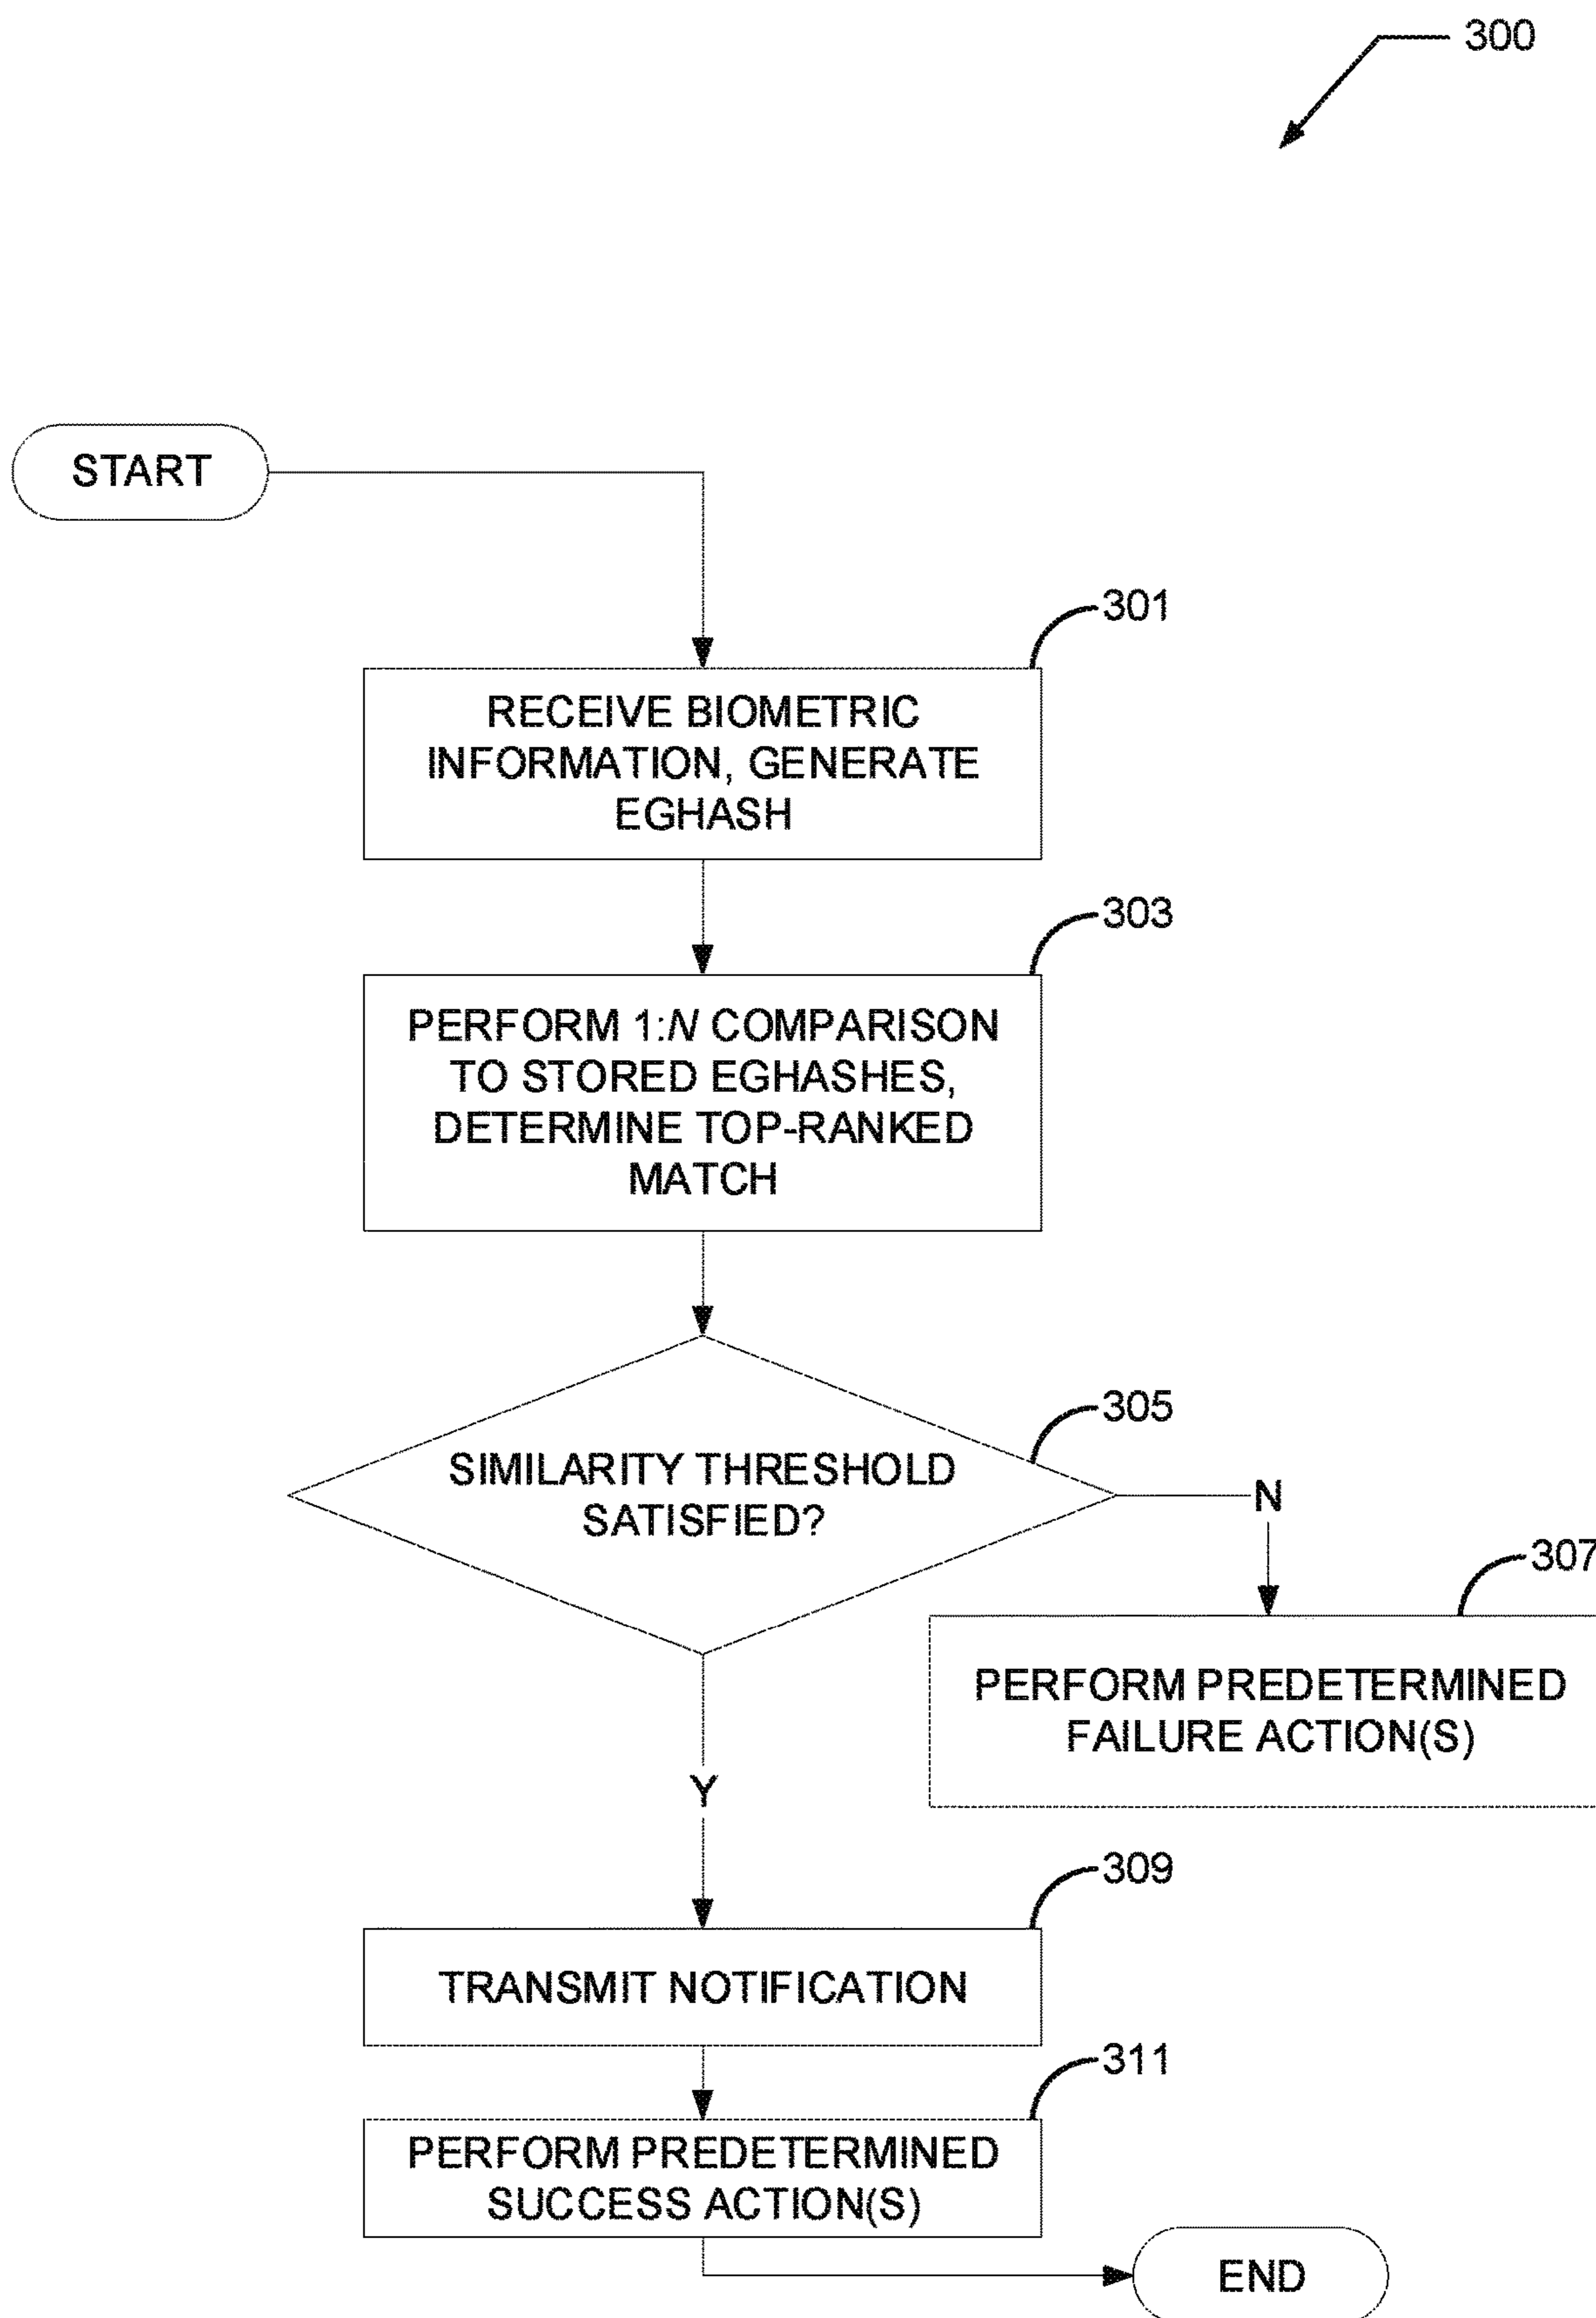 300
START
301
RECEIVE BIOMETRIC
INFORMATION, GENERATE
EGHASH
303
PERFORM 1:N COMPARISON
TO STORED EGHASHES,
DETERMINE TOP-RANKED
MATCH
305
SIMILARITY THRESHOLD
SATISFIED?
N
307
PERFORM PREDETERMINED
FAILURE ACTION(S)
Y
309
TRANSMIT NOTIFICATION
311
PERFORM PREDETERMINED
SUCCESS ACTION(S)
END